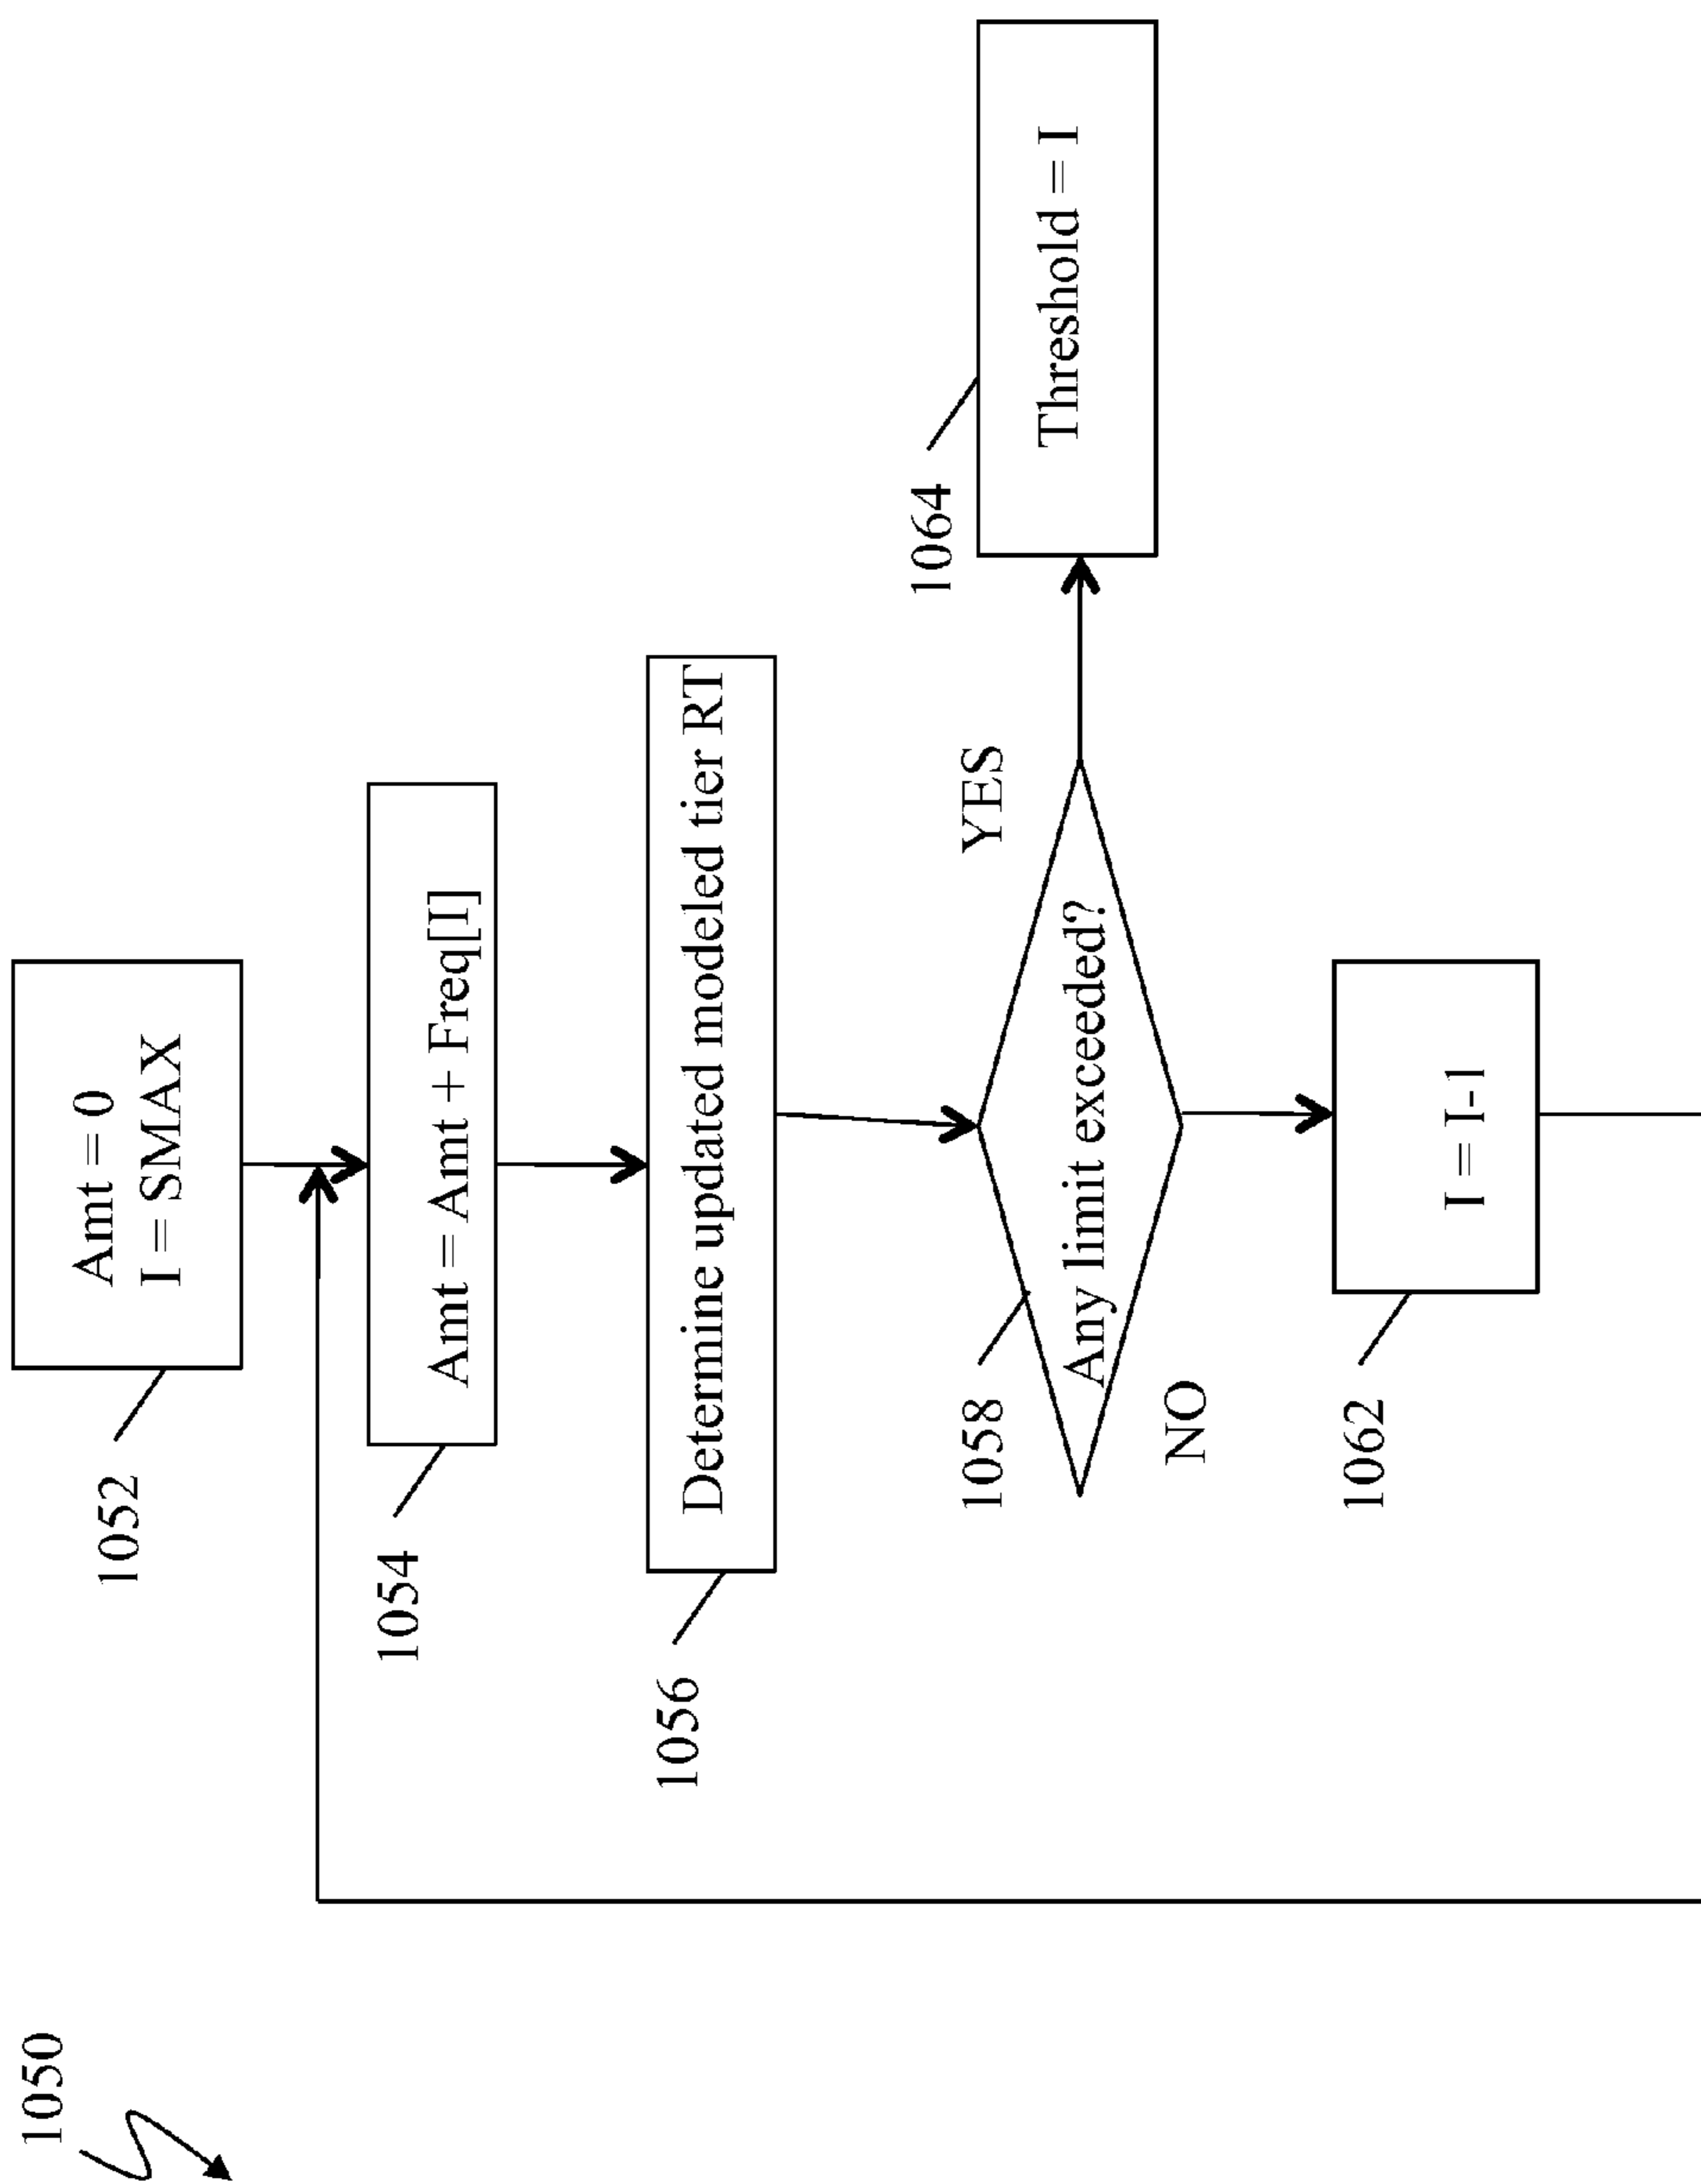 1050
1052
Amt = 0
I = SMAX
1054
Amt = Amt + Freq[I]
1056
Determine updated modeled tier RT
1058
Any limit exceeded?
YES
1064
Threshold = I
NO
1062
I = I-1